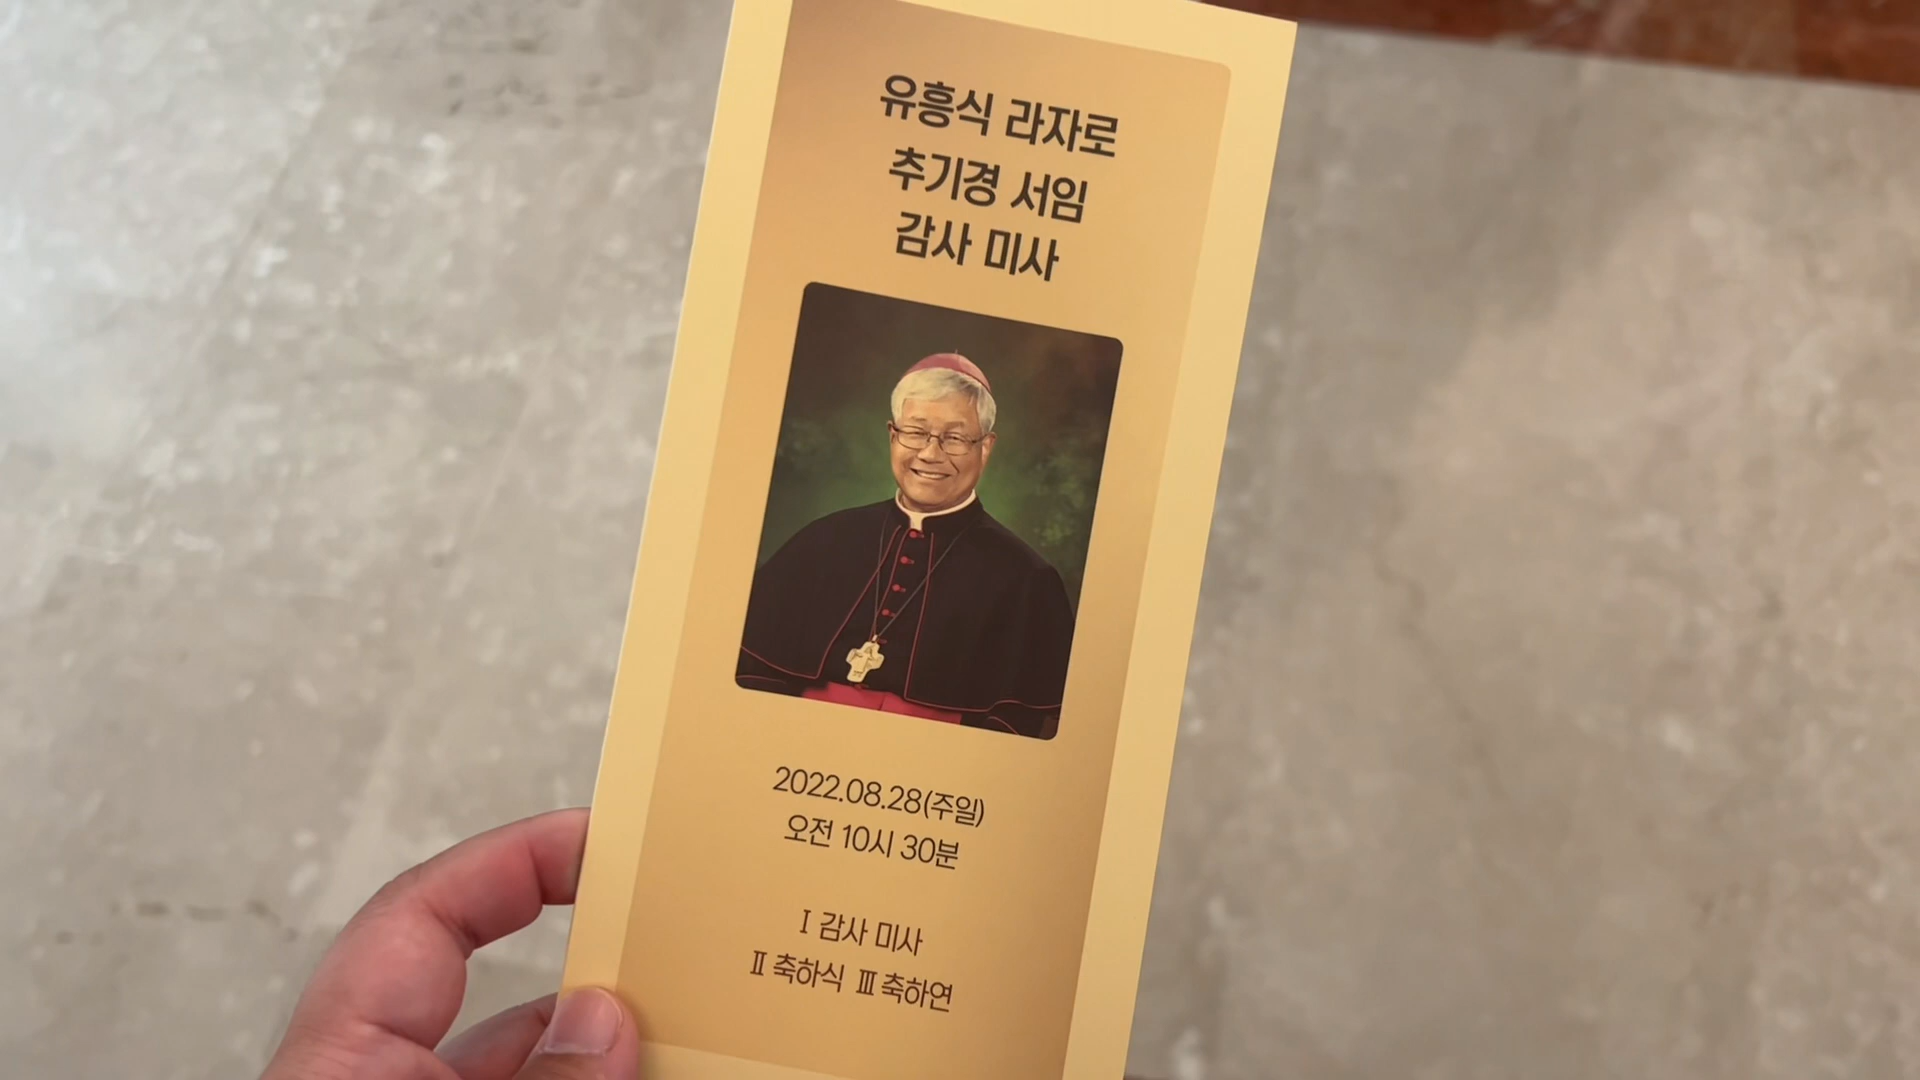 유흥식 라자로
추기경 서임
감사 미사
2022.08.28(주일)
오전 10시 30분
Ⅰ 감사 미사
Ⅱ 축하식 Ⅲ 축하연